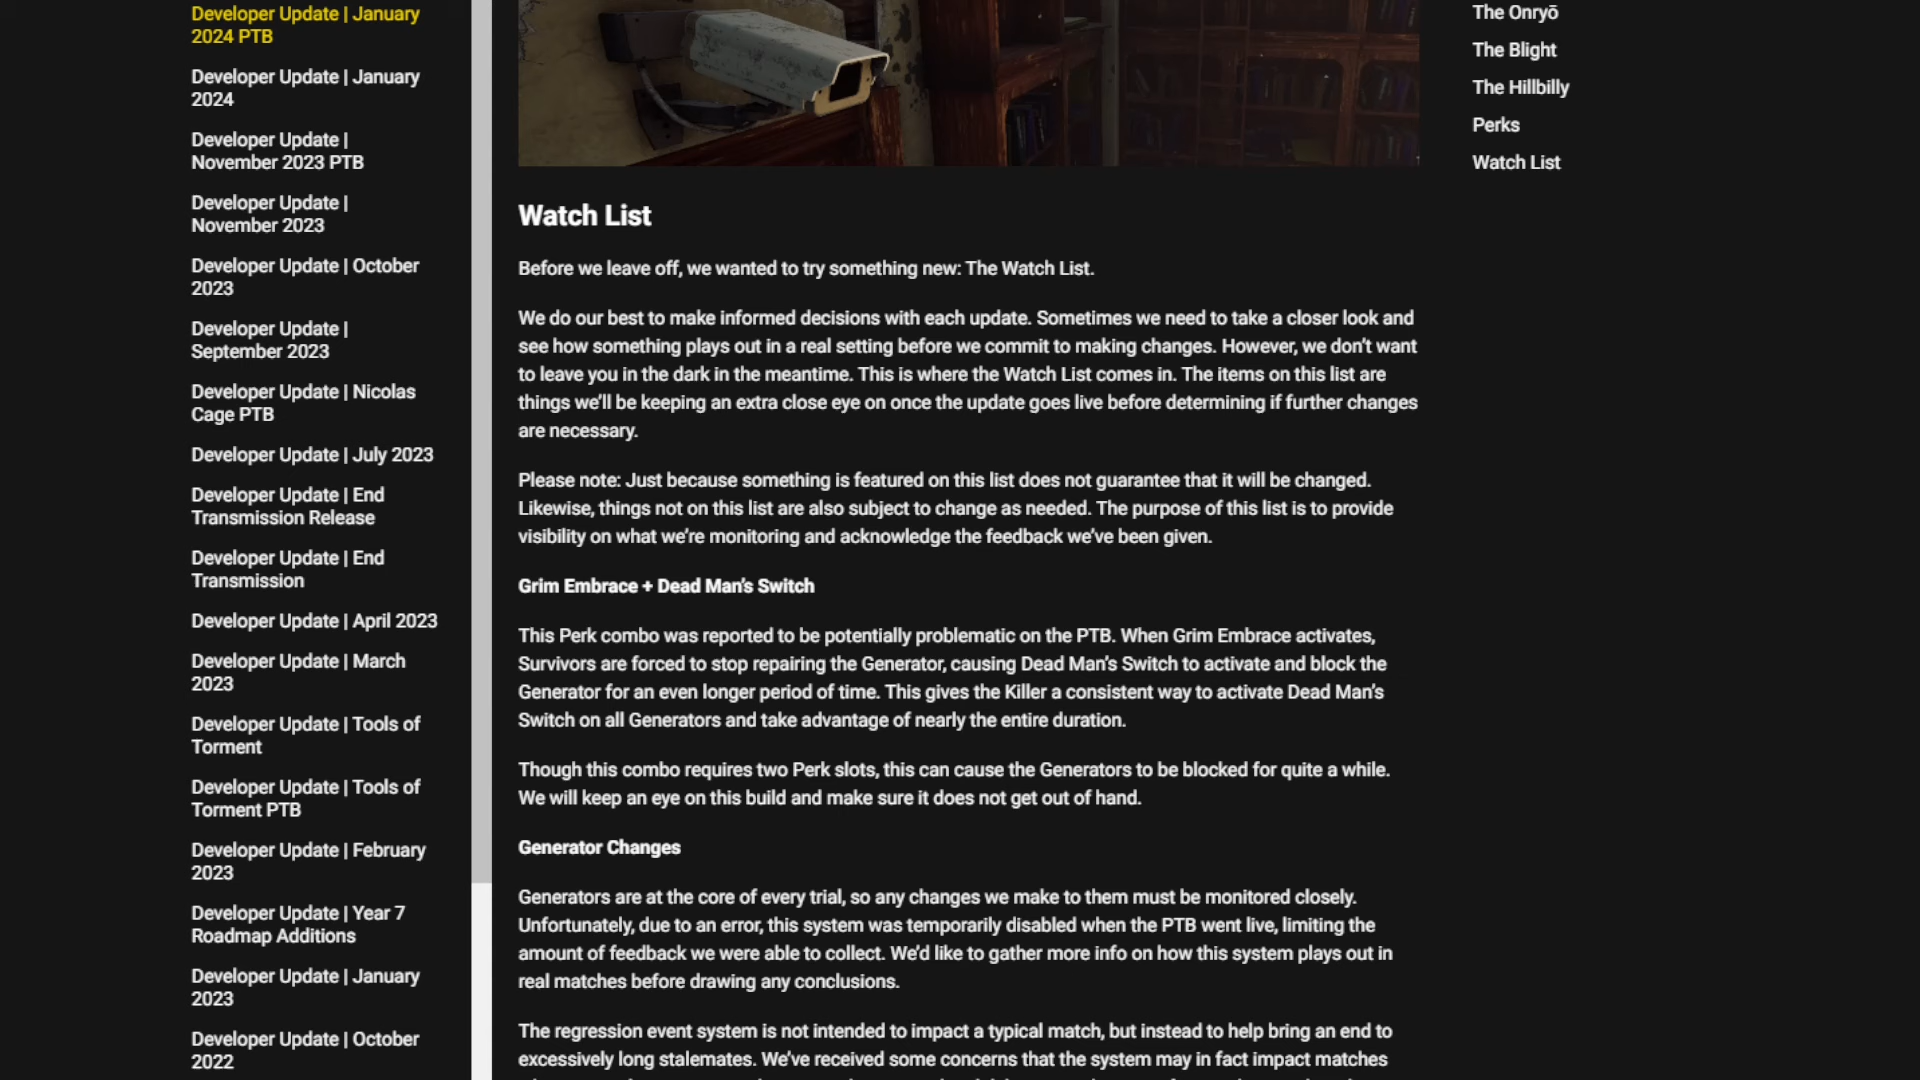 Developer Update | January
2024 PTB
Developer Update | January
2024
Developer Update |
November 2023 PTB
Developer Update |
November 2023
Developer Update | October
2023
Developer Update |
September 2023
Developer Update | Nicolas
Cage PTB
Developer Update | July 2023
Developer Update | End
Transmission Release
Developer Update | End
Transmission
Developer Update | April 2023
Developer Update | March
2023
Developer Update | Tools of
Torment
Developer Update | Tools of
Torment PTB
Developer Update | February
2023
Developer Update | Year 7
Roadmap Additions
Developer Update | January
2023
Developer Update | October
2022
Watch List
Before we leave off, we wanted to try something new: The Watch List.
We do our best to make informed decisions with each update. Sometimes we need to take a closer look and
see how something plays out in a real setting before we commit to making changes. However, we don’t want
to leave you in the dark in the meantime. This is where the Watch List comes in. The items on this list are
things we’ll be keeping an extra close eye on once the update goes live before determining if further changes
are necessary.
Please note: Just because something is featured on this list does not guarantee that it will be changed.
Likewise, things not on this list are also subject to change as needed. The purpose of this list is to provide
visibility on what we’re monitoring and acknowledge the feedback we’ve been given.
Grim Embrace + Dead Man’s Switch
This Perk combo was reported to be potentially problematic on the PTB. When Grim Embrace activates,
Survivors are forced to stop repairing the Generator, causing Dead Man’s Switch to activate and block the
Generator for an even longer period of time. This gives the Killer a consistent way to activate Dead Man’s
Switch on all Generators and take advantage of nearly the entire duration.
Though this combo requires two Perk slots, this can cause the Generators to be blocked for quite a while.
We will keep an eye on this build and make sure it does not get out of hand.
Generator Changes
Generators are at the core of every trial, so any changes we make to them must be monitored closely.
Unfortunately, due to an error, this system was temporarily disabled when the PTB went live, limiting the
amount of feedback we were able to collect. We’d like to gather more info on how this system plays out in
real matches before drawing any conclusions.
The regression event system is not intended to impact a typical match, but instead to help bring an end to
excessively long stalemates. We’ve received some concerns that the system may in fact impact matches
The Onryō
The Blight
The Hillbilly
Perks
Watch List